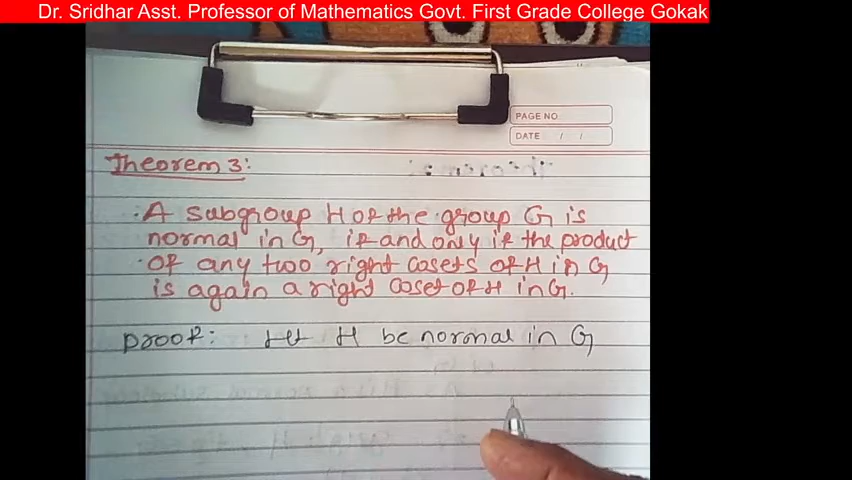 Dr. Sridhar Asst. Professor of Mathematics Govt. First Grade College Gokak
PAGE NO
DATE / /
Theorem 3:
A subgroup H of the group G is
normal in G, if and only if the product
of any two right cosets of H in G
is again a right coset of H in G.
proof: Let H be normal in G